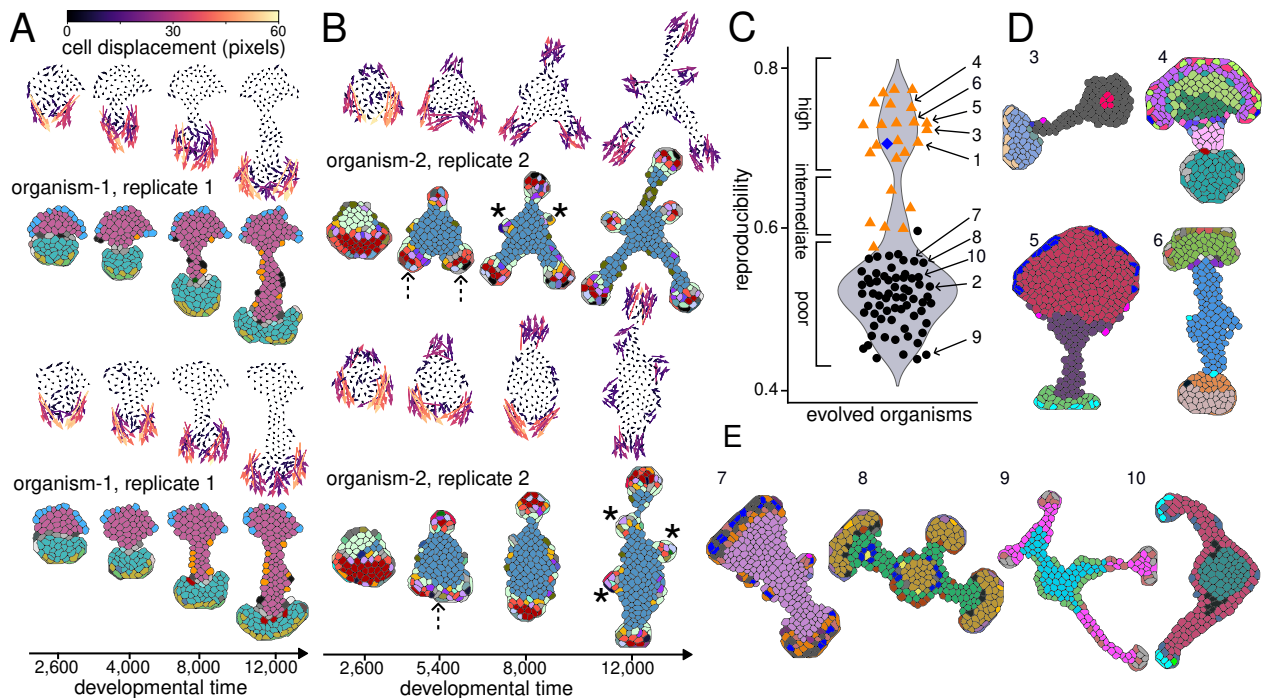 A
0
30
60
cell displacement (pixels)
organism-1, replicate 1
organism-1, replicate 1
2,600
4,000
8,000
12,000
developmental time
B
organism-2, replicate 2
*
*
organism-2, replicate 2
*
*
*
2,600
5,400
8,000
12,000
developmental time
C
reproducibility
0.8
0.6
0.4
high
intermediate
poor
4
6
5
3
1
7
8
10
2
9
evolved organisms
D
3
4
5
6
E
7
8
9
10